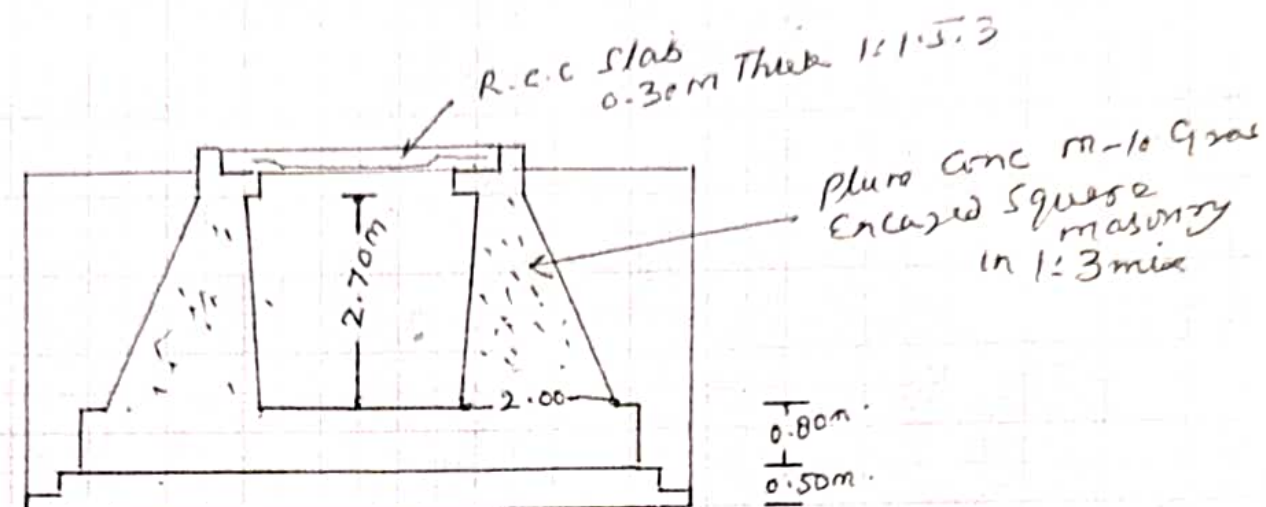 R.C.C Slab
0.30m Thick 1:1.5:3
Plum Conc M-10 Gras
Encased Square
masonry
in 1:3 mix
2.70m
2.00
0.80m.
0.50m.